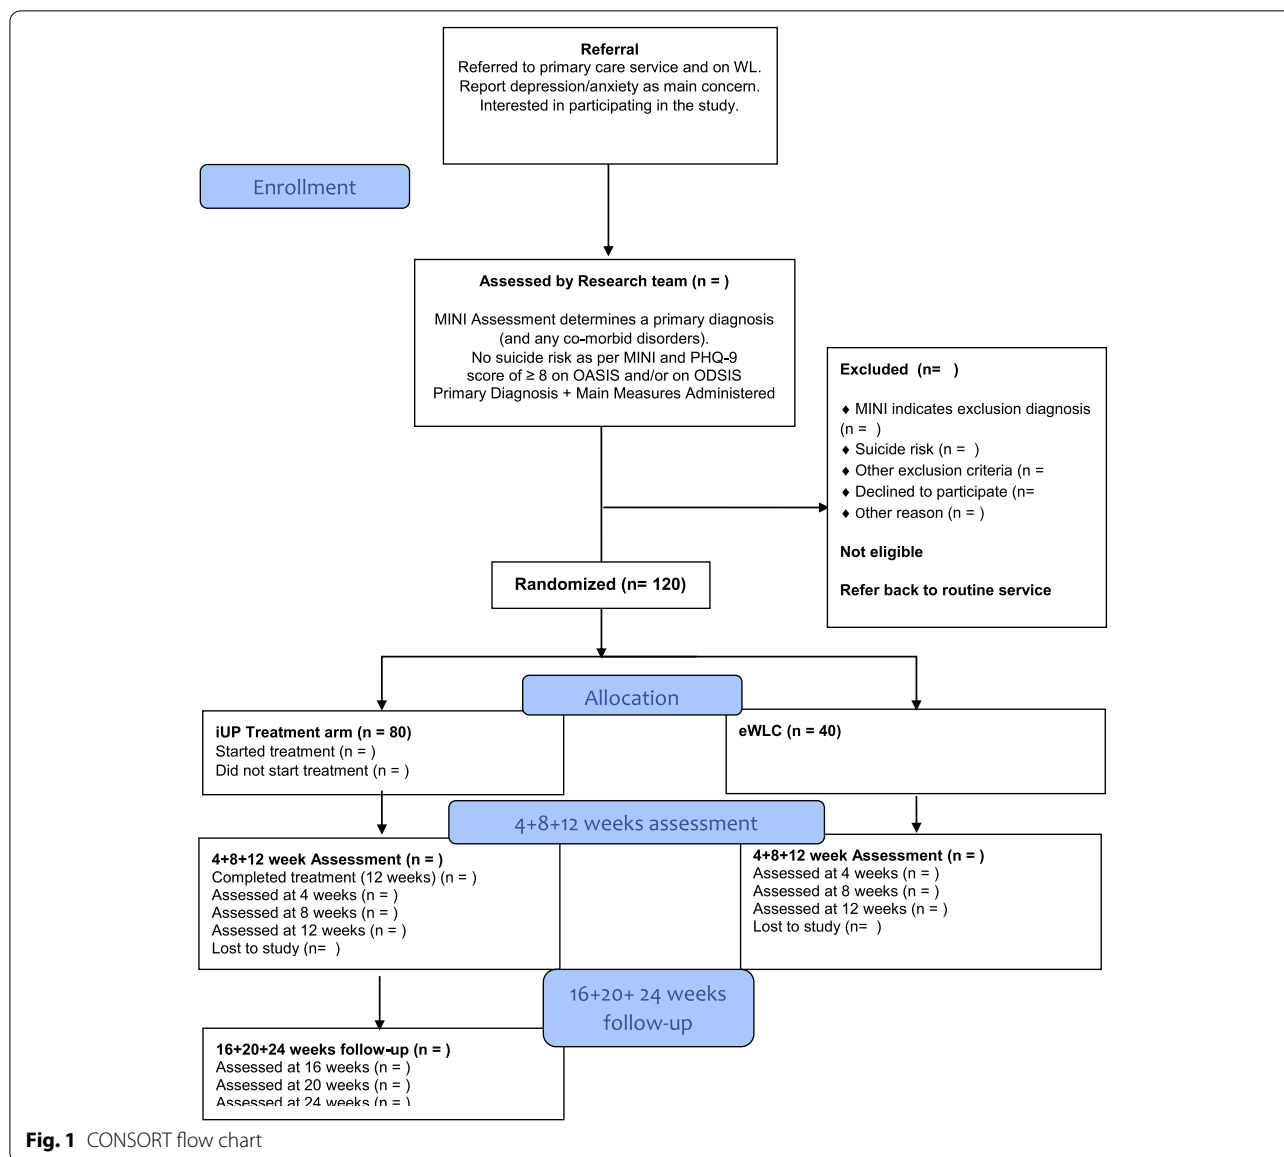 Referral
Referred to primary care service and on WL.
Report depression/anxiety as main concern.
Interested in participating in the study.
Enrollment
Assessed by Research team (n = )
MINI Assessment determines a primary diagnosis
(and any co-morbid disorders).
No suicide risk as per MINI and PHQ-9
score of ≥ 8 on OASIS and/or on ODSIS
Primary Diagnosis + Main Measures Administered
Excluded (n= )
♦ MINI indicates exclusion diagnosis
(n = )
♦ Suicide risk (n = )
♦ Other exclusion criteria (n =
♦ Declined to participate (n=
♦ Other reason (n = )
Not eligible
Refer back to routine service
Randomized (n= 120)
Allocation
iUP Treatment arm (n = 80)
Started treatment (n = )
Did not start treatment (n = )
eWLC (n = 40)
4+8+12 weeks assessment
4+8+12 week Assessment (n = )
Completed treatment (12 weeks) (n = )
Assessed at 4 weeks (n = )
Assessed at 8 weeks (n = )
Assessed at 12 weeks (n = )
Lost to study (n= )
4+8+12 week Assessment (n = )
Assessed at 4 weeks (n = )
Assessed at 8 weeks (n = )
Assessed at 12 weeks (n = )
Lost to study (n= )
16+20+ 24 weeks
follow-up
16+20+24 weeks follow-up (n = )
Assessed at 16 weeks (n = )
Assessed at 20 weeks (n = )
Assessed at 24 weeks (n = )
Fig. 1 CONSORT flow chart